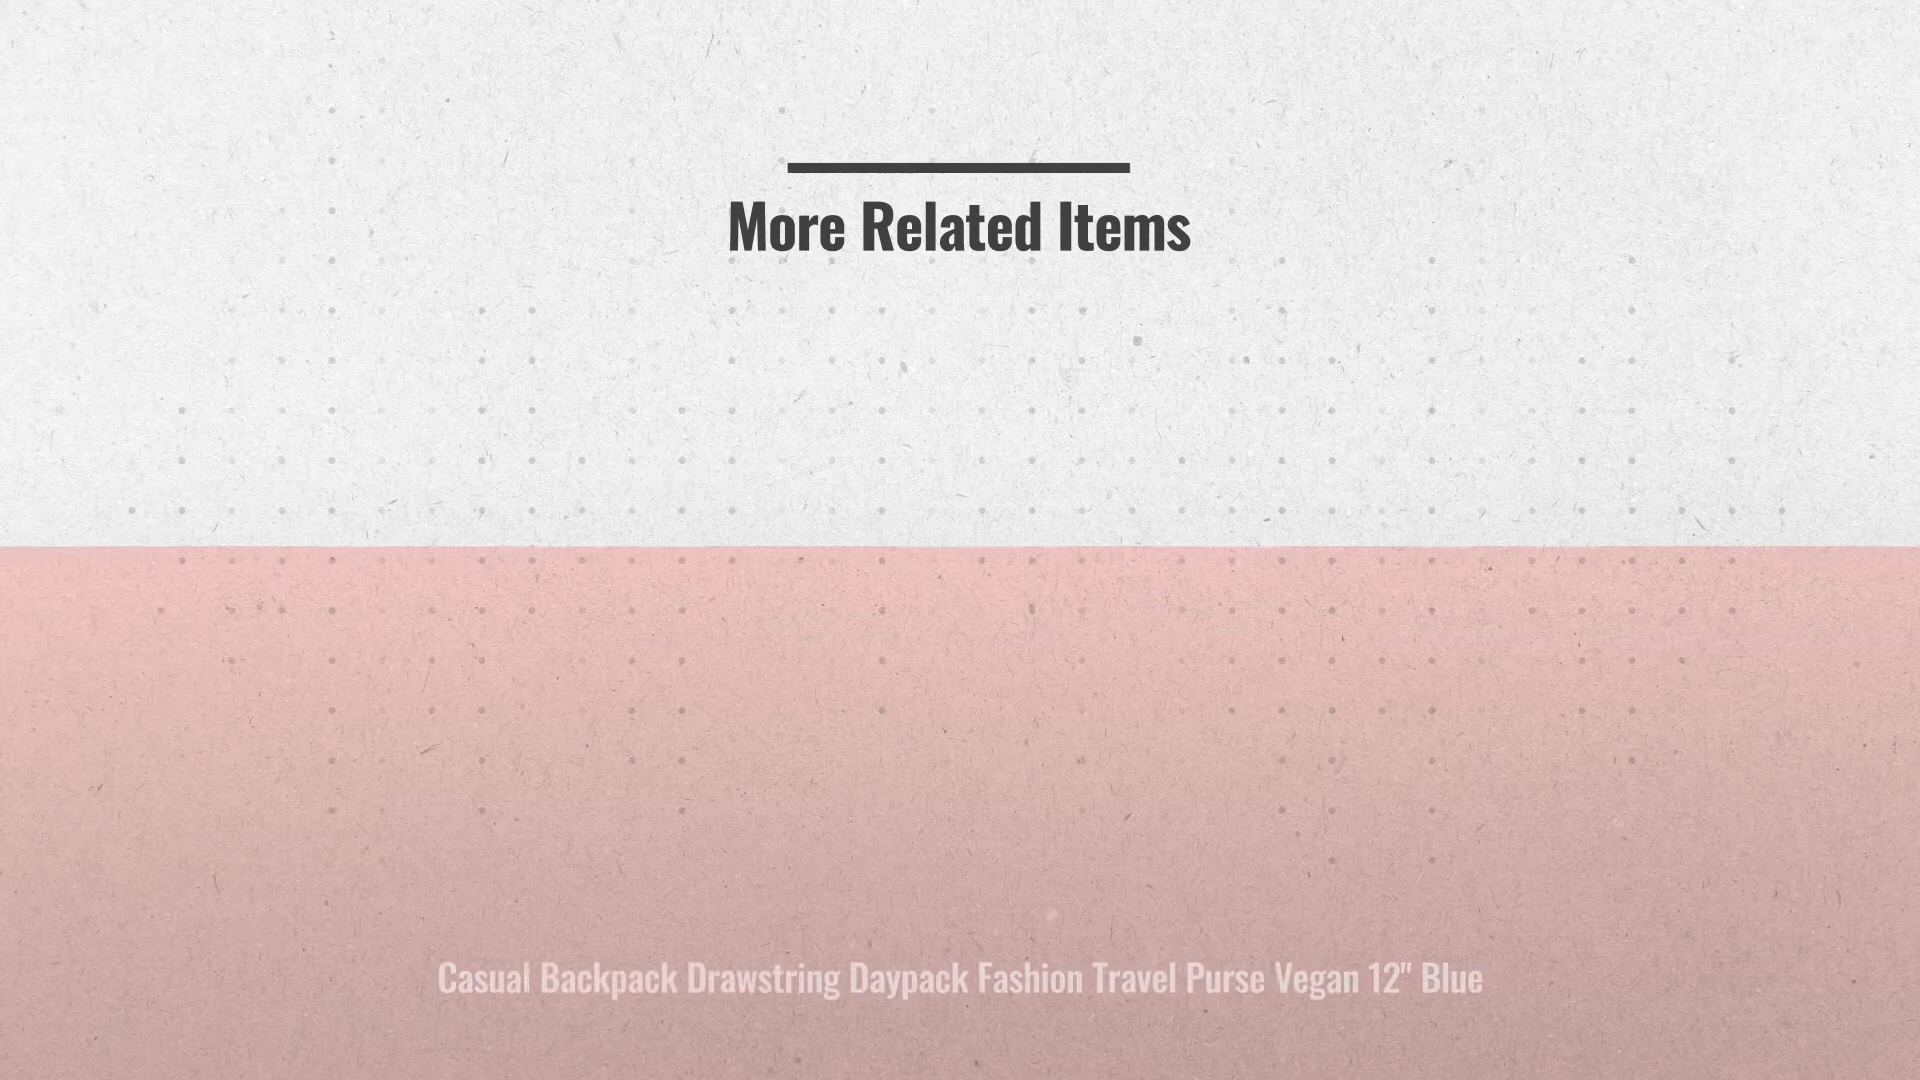 More Related Items
Casual Backpack Drawstring Daypack Fashion Travel Purse Vegan 12" Blue